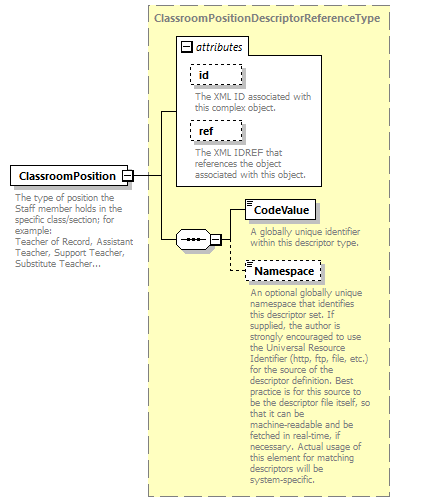 ClassroomPositionDescriptorReferenceType
attributes
id
The XML ID associated with
this complex object.
ref
The XML IDREF that
references the object
associated with this object.
ClassroomPosition
The type of position the
Staff member holds in the
specific class/section; for
example:
Teacher of Record, Assistant
Teacher, Support Teacher,
Substitute Teacher...
CodeValue
A globally unique identifier
within this descriptor type.
Namespace
An optional globally unique
namespace that identifies
this descriptor set. If
supplied, the author is
strongly encouraged to use
the Universal Resource
Identifier (http, ftp, file, etc.)
for the source of the
descriptor definition. Best
practice is for this source to
be the descriptor file itself, so
that it can be
machine-readable and be
fetched in real-time, if
necessary. Actual usage of
this element for matching
descriptors will be
system-specific.